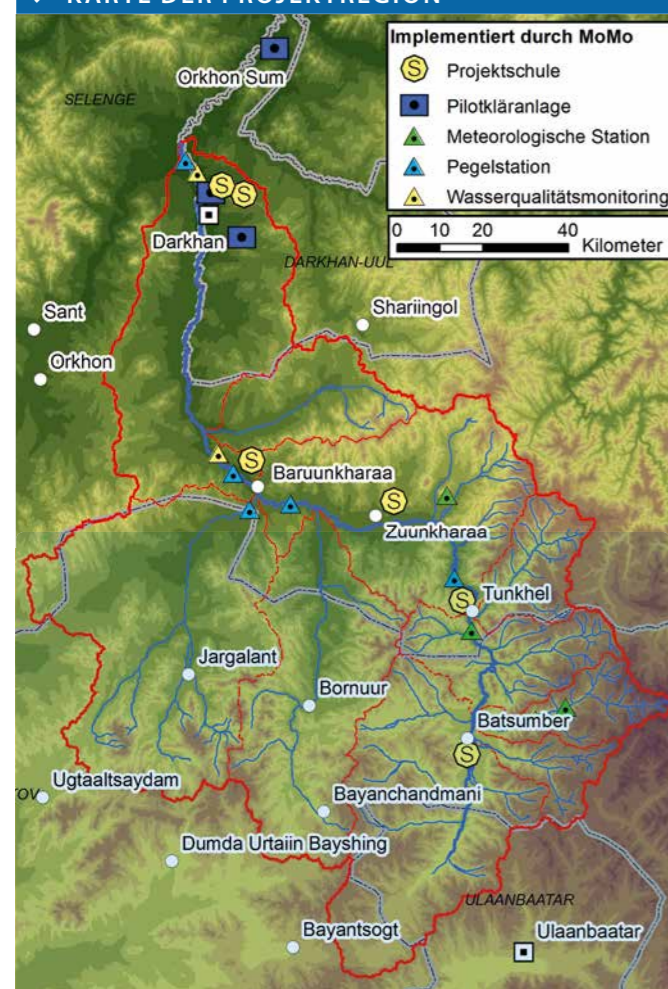 KARTE DER PROJEKTREGION
Implementiert durch MoMo
S Projektschule
Pilotkläranlage
Meteorologische Station
Pegelstation
Wasserqualitätsmonitoring
0 10 20 40
Kilometer
Orkhon Sum
SELENGE
S S
Darkhan
DARKHAN-UUL
Sant
Shariingol
Orkhon
S
Baruunkharaa
S
Zuunkharaa
S
Tunkhel
Jargalant
Bornuur
Batsumber
S
Ugtaaltsaydam
TOV
Bayanchandmani
Dumda Urtaiin Bayshing
ULAANBAATAR
Bayantsogt
Ulaanbaatar